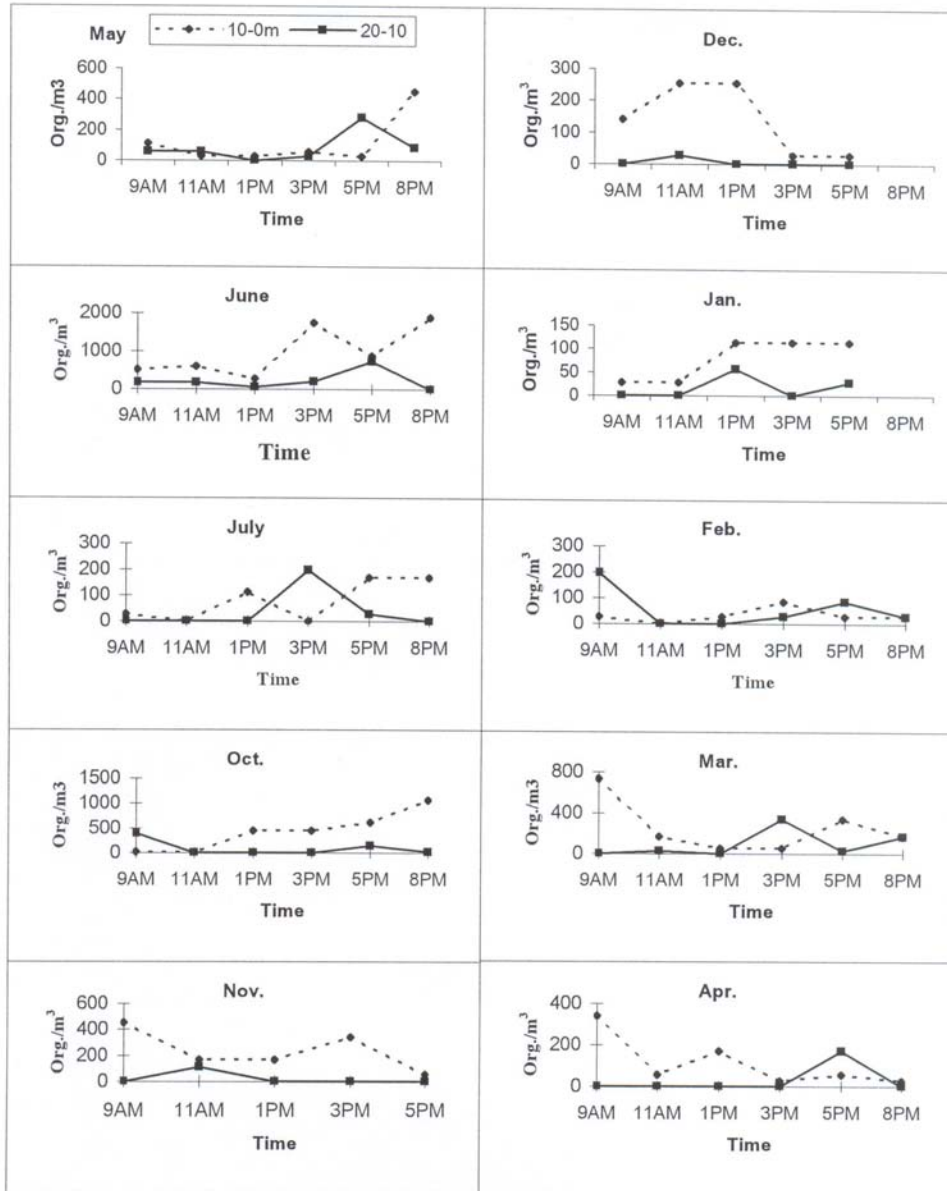 May
10-0m 20-10
Org./m3
600
400
200
0
9AM 11AM 1PM 3PM 5PM 8PM
Time
Dec.
Org./m³
300
200
100
0
9AM 11AM 1PM 3PM 5PM 8PM
Time
June
Org./m³
2000
1000
0
9AM 11AM 1PM 3PM 5PM 8PM
Time
Jan.
Org./m³
150
100
50
0
9AM 11AM 1PM 3PM 5PM 8PM
Time
July
Org./m³
300
200
100
0
9AM 11AM 1PM 3PM 5PM 8PM
Time
Feb.
Org./m³
300
200
100
0
9AM 11AM 1PM 3PM 5PM 8PM
Time
Oct.
Org./m3
1500
1000
500
0
9AM 11AM 1PM 3PM 5PM 8PM
Time
Mar.
Org./m3
800
400
0
9AM 11AM 1PM 3PM 5PM 8PM
Time
Nov.
Org./m³
600
400
200
0
9AM 11AM 1PM 3PM 5PM
Time
Apr.
Org./m³
400
200
0
9AM 11AM 1PM 3PM 5PM 8PM
Time